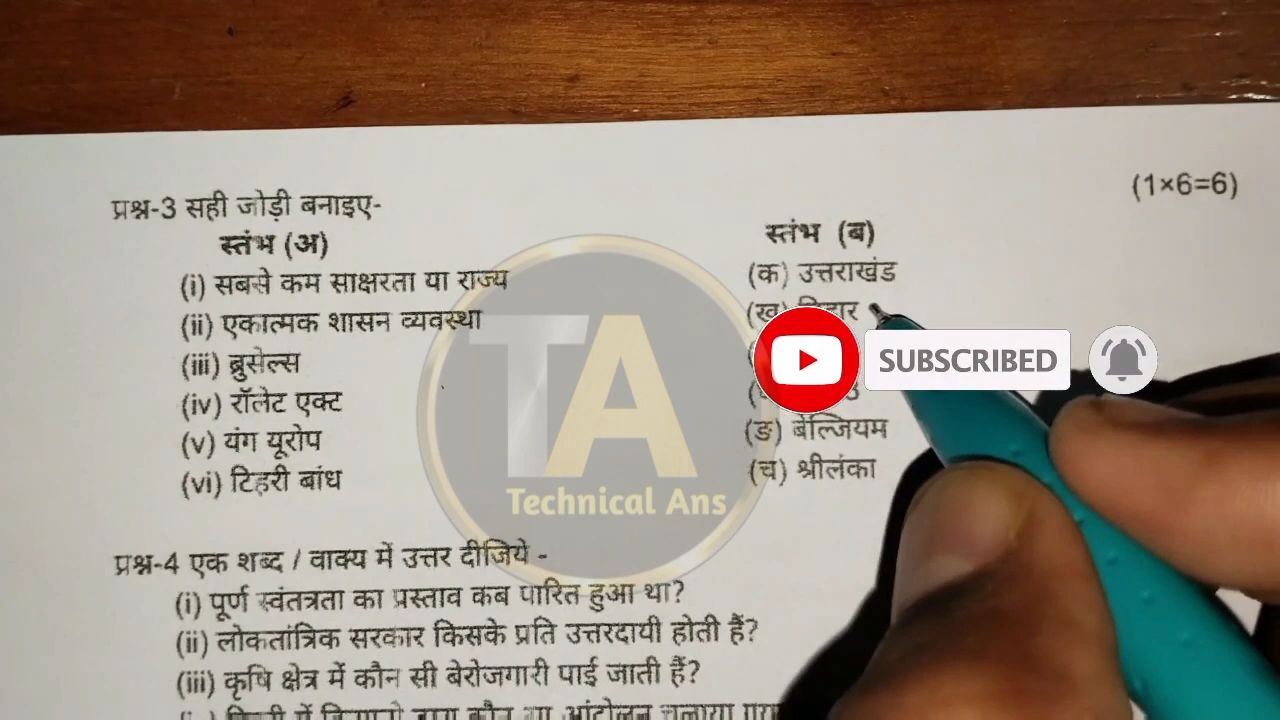 (1×6=6)
प्रश्न-3 सही जोड़ी बनाइए-
स्तंभ (अ) स्तंभ (ब)
(i) सबसे कम साक्षरता या राज्य (क) उत्तराखंड
(ii) एकात्मक शासन व्यवस्था (ख)
(iii) ब्रुसेल्स
(iv) रॉलेट एक्ट
(v) यंग यूरोप (ङ) बेल्जियम
(vi) टिहरी बांध (च) श्रीलंका
SUBSCRIBED
TA
Technical Ans
प्रश्न-4 एक शब्द / वाक्य में उत्तर दीजिये -
(i) पूर्ण स्वंतत्रता का प्रस्ताव कब पारित हुआ था?
(ii) लोकतांत्रिक सरकार किसके प्रति उत्तरदायी होती हैं?
(iii) कृषि क्षेत्र में कौन सी बेरोजगारी पाई जाती हैं?